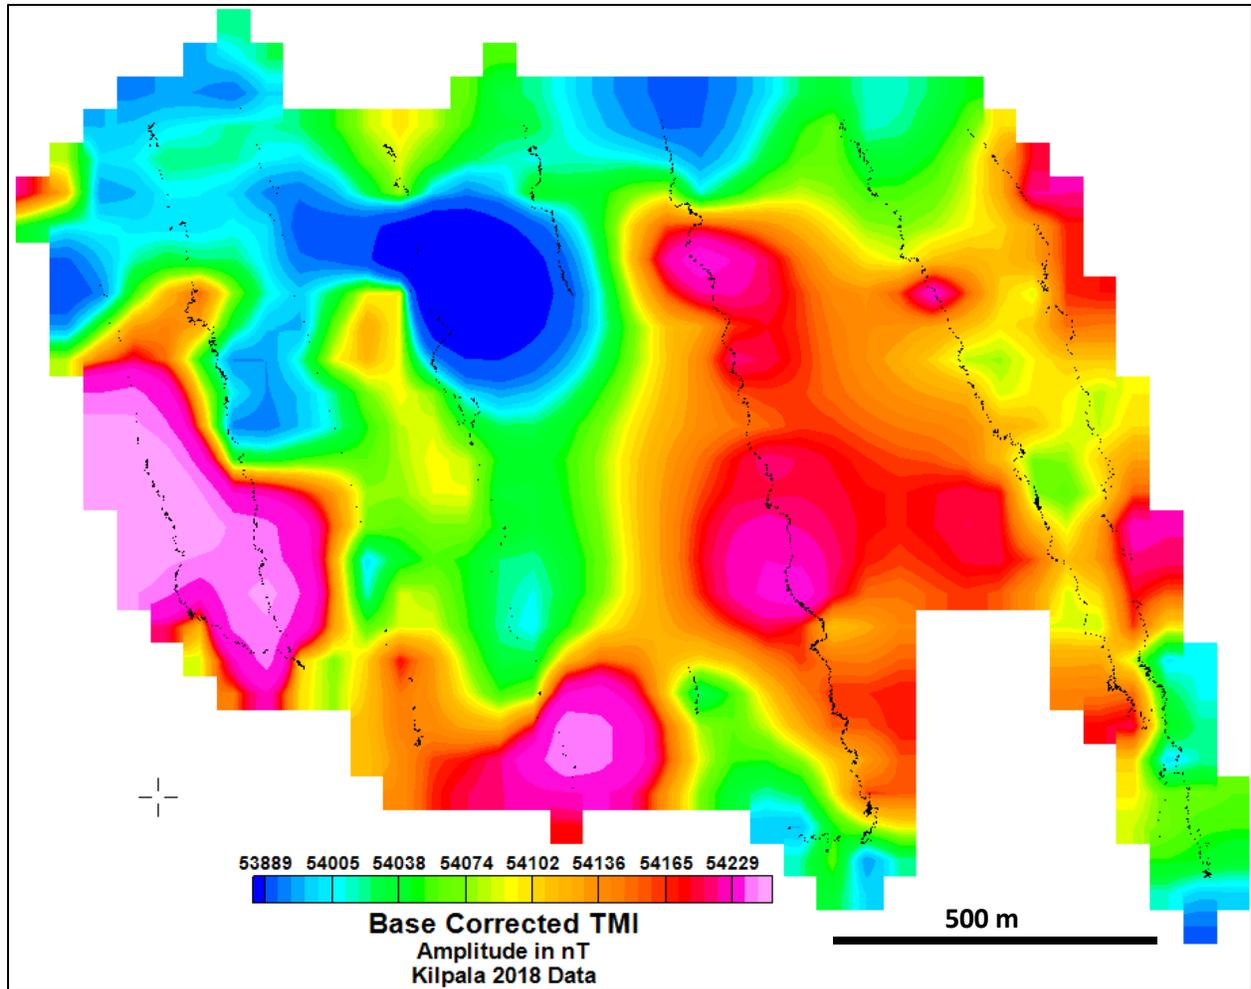 53889 54005 54038 54074 54102 54136 54165 54229
Base Corrected TMI
Amplitude in nT
Kilpala 2018 Data
500 m